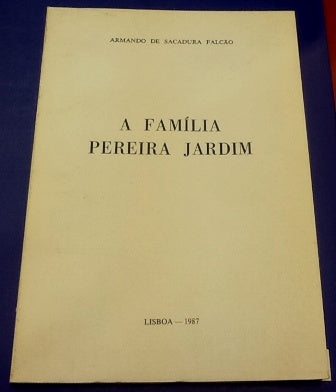 ARMANDO DE SACADURA FALCÃO
A FAMÍLIA
PEREIRA JARDIM
LISBOA — 1987